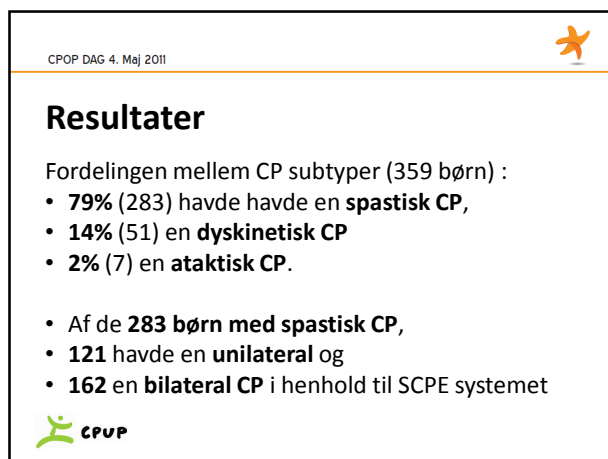 CPOP DAG 4. Maj 2011
Resultater
Fordelingen mellem CP subtyper (359 børn) :
• 79% (283) havde havde en spastisk CP,
• 14% (51) en dyskinetisk CP
• 2% (7) en ataktisk CP.
• Af de 283 børn med spastisk CP,
• 121 havde en unilateral og
• 162 en bilateral CP i henhold til SCPE systemet
CPUP